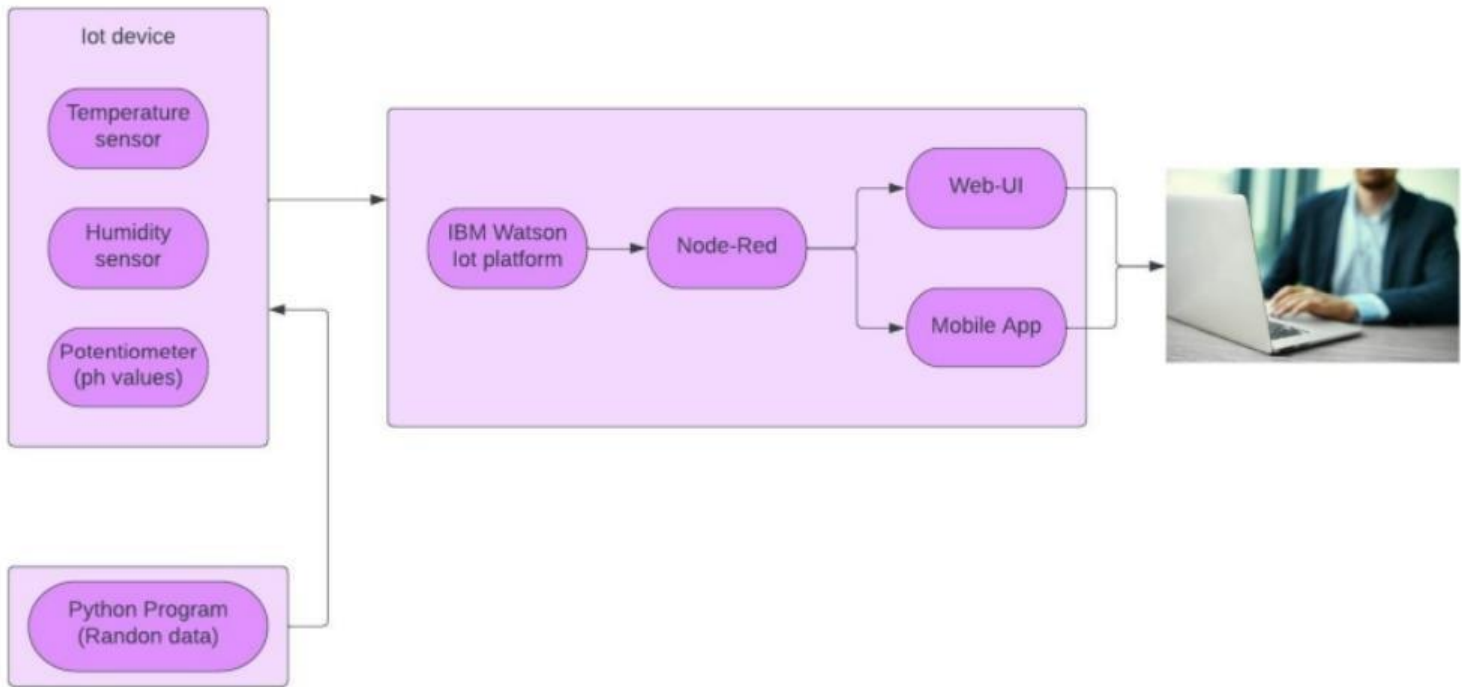 Iot device
Temperature
sensor
Humidity
sensor
Potentiometer
(ph values)
IBM Watson
Iot platform
Node-Red
Web-UI
Mobile App
Python Program
(Randon data)